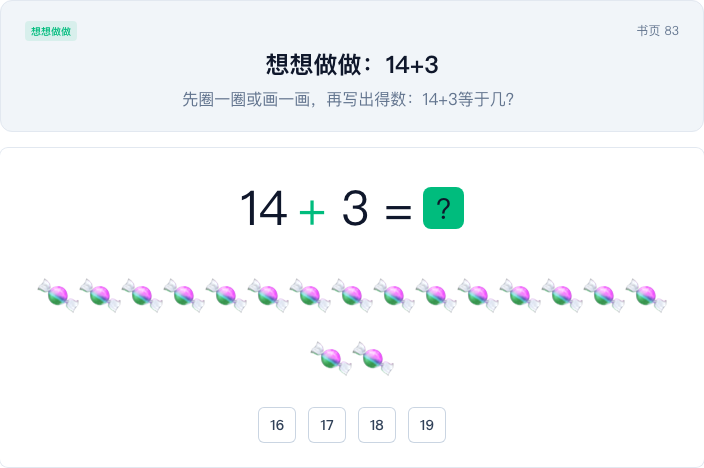 想想做做
书页 83
想想做做：14+3
先圈一圈或画一画，再写出得数：14+3等于几？
14 + 3 = ?
16 17 18 19